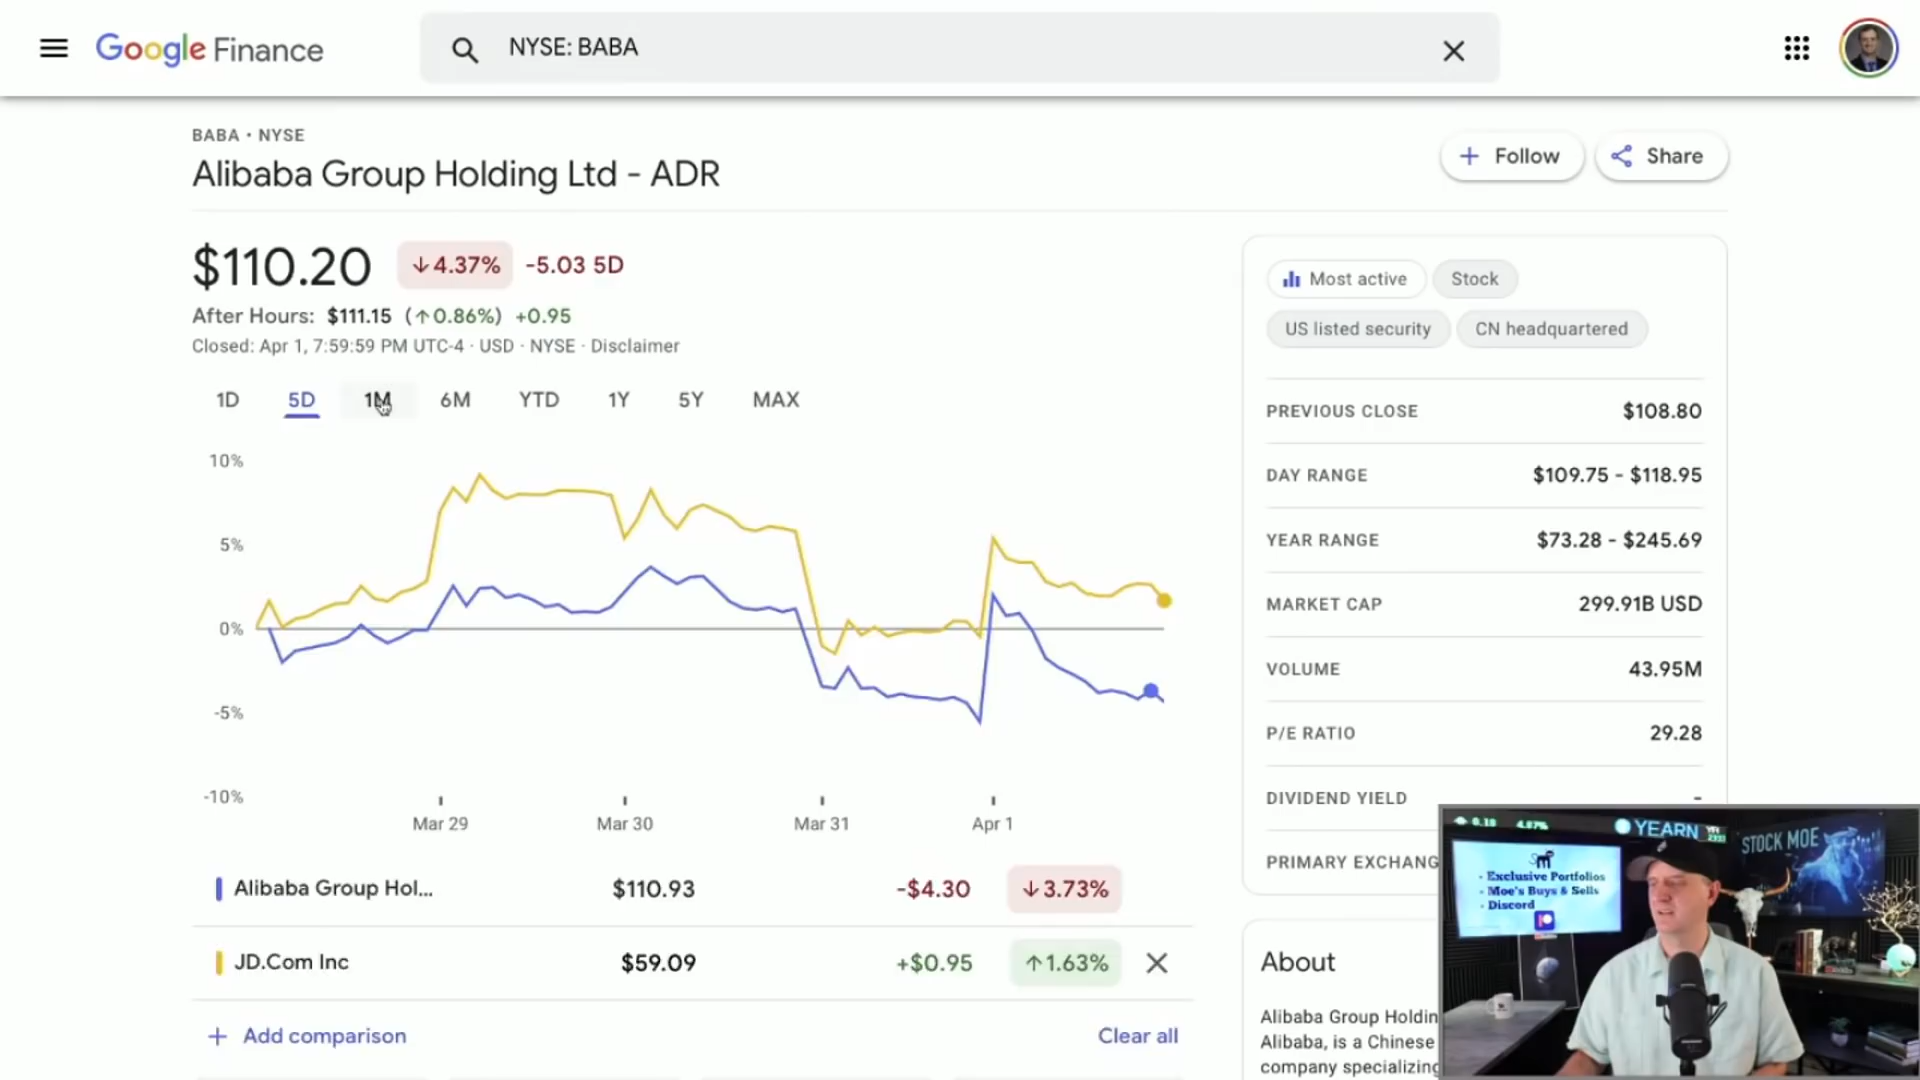 Google Finance
NYSE: BABA
BABA • NYSE
Alibaba Group Holding Ltd - ADR
Follow
Share
$110.20
↓4.37%
-5.03 5D
After Hours: $111.15 (↑0.86%) +0.95
Closed: Apr 1, 7:59:59 PM UTC-4 · USD · NYSE · Disclaimer
1D
5D
1M
6M
YTD
1Y
5Y
MAX
10%
5%
0%
-5%
-10%
Mar 29
Mar 30
Mar 31
Apr 1
Alibaba Group Hol...
$110.93
-$4.30
↓3.73%
JD.Com Inc
$59.09
+$0.95
↑1.63%
+ Add comparison
Clear all
Most active
Stock
US listed security
CN headquartered
PREVIOUS CLOSE
$108.80
DAY RANGE
$109.75 - $118.95
YEAR RANGE
$73.28 - $245.69
MARKET CAP
299.91B USD
VOLUME
43.95M
P/E RATIO
29.28
DIVIDEND YIELD
-
PRIMARY EXCHANG
About
Alibaba Group Holdin
Alibaba, is a Chinese
company specializing
0.18
4.87%
YEARN
STOCK MOE
· Exclusive Portfolios
· Moe's Buys & Sells
· Discord